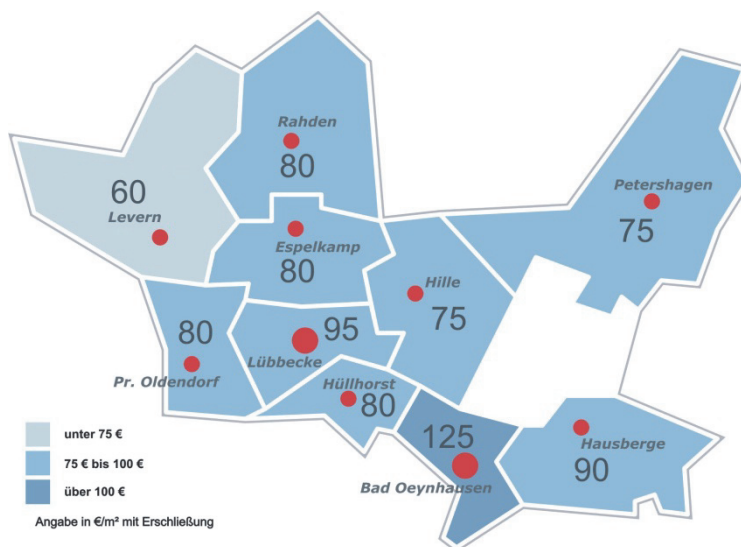 Rahden
80
60
Levern
Petershagen
75
Espelkamp
80
Hille
75
80
Pr. Oldendorf
95
Lübbecke
Hüllhorst
80
125
Bad Oeynhausen
Hausberge
90
unter 75 €
75 € bis 100 €
über 100 €
Angabe in €/m² mit Erschließung